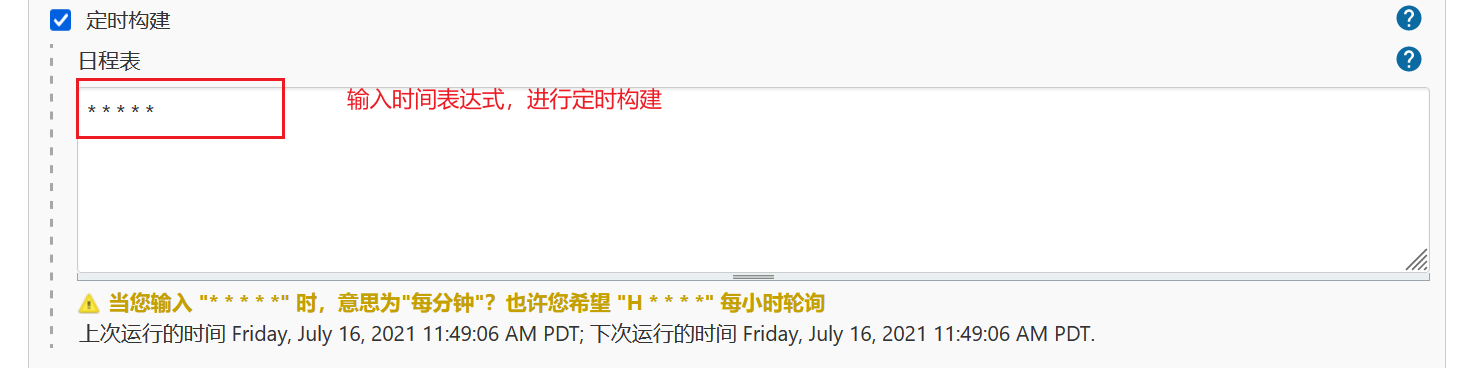 定时构建
日程表
* * * * *
输入时间表达式，进行定时构建
当您输入 "* * * * *" 时，意思为"每分钟"？也许您希望 "H * * * *" 每小时轮询
上次运行的时间 Friday, July 16, 2021 11:49:06 AM PDT; 下次运行的时间 Friday, July 16, 2021 11:49:06 AM PDT.